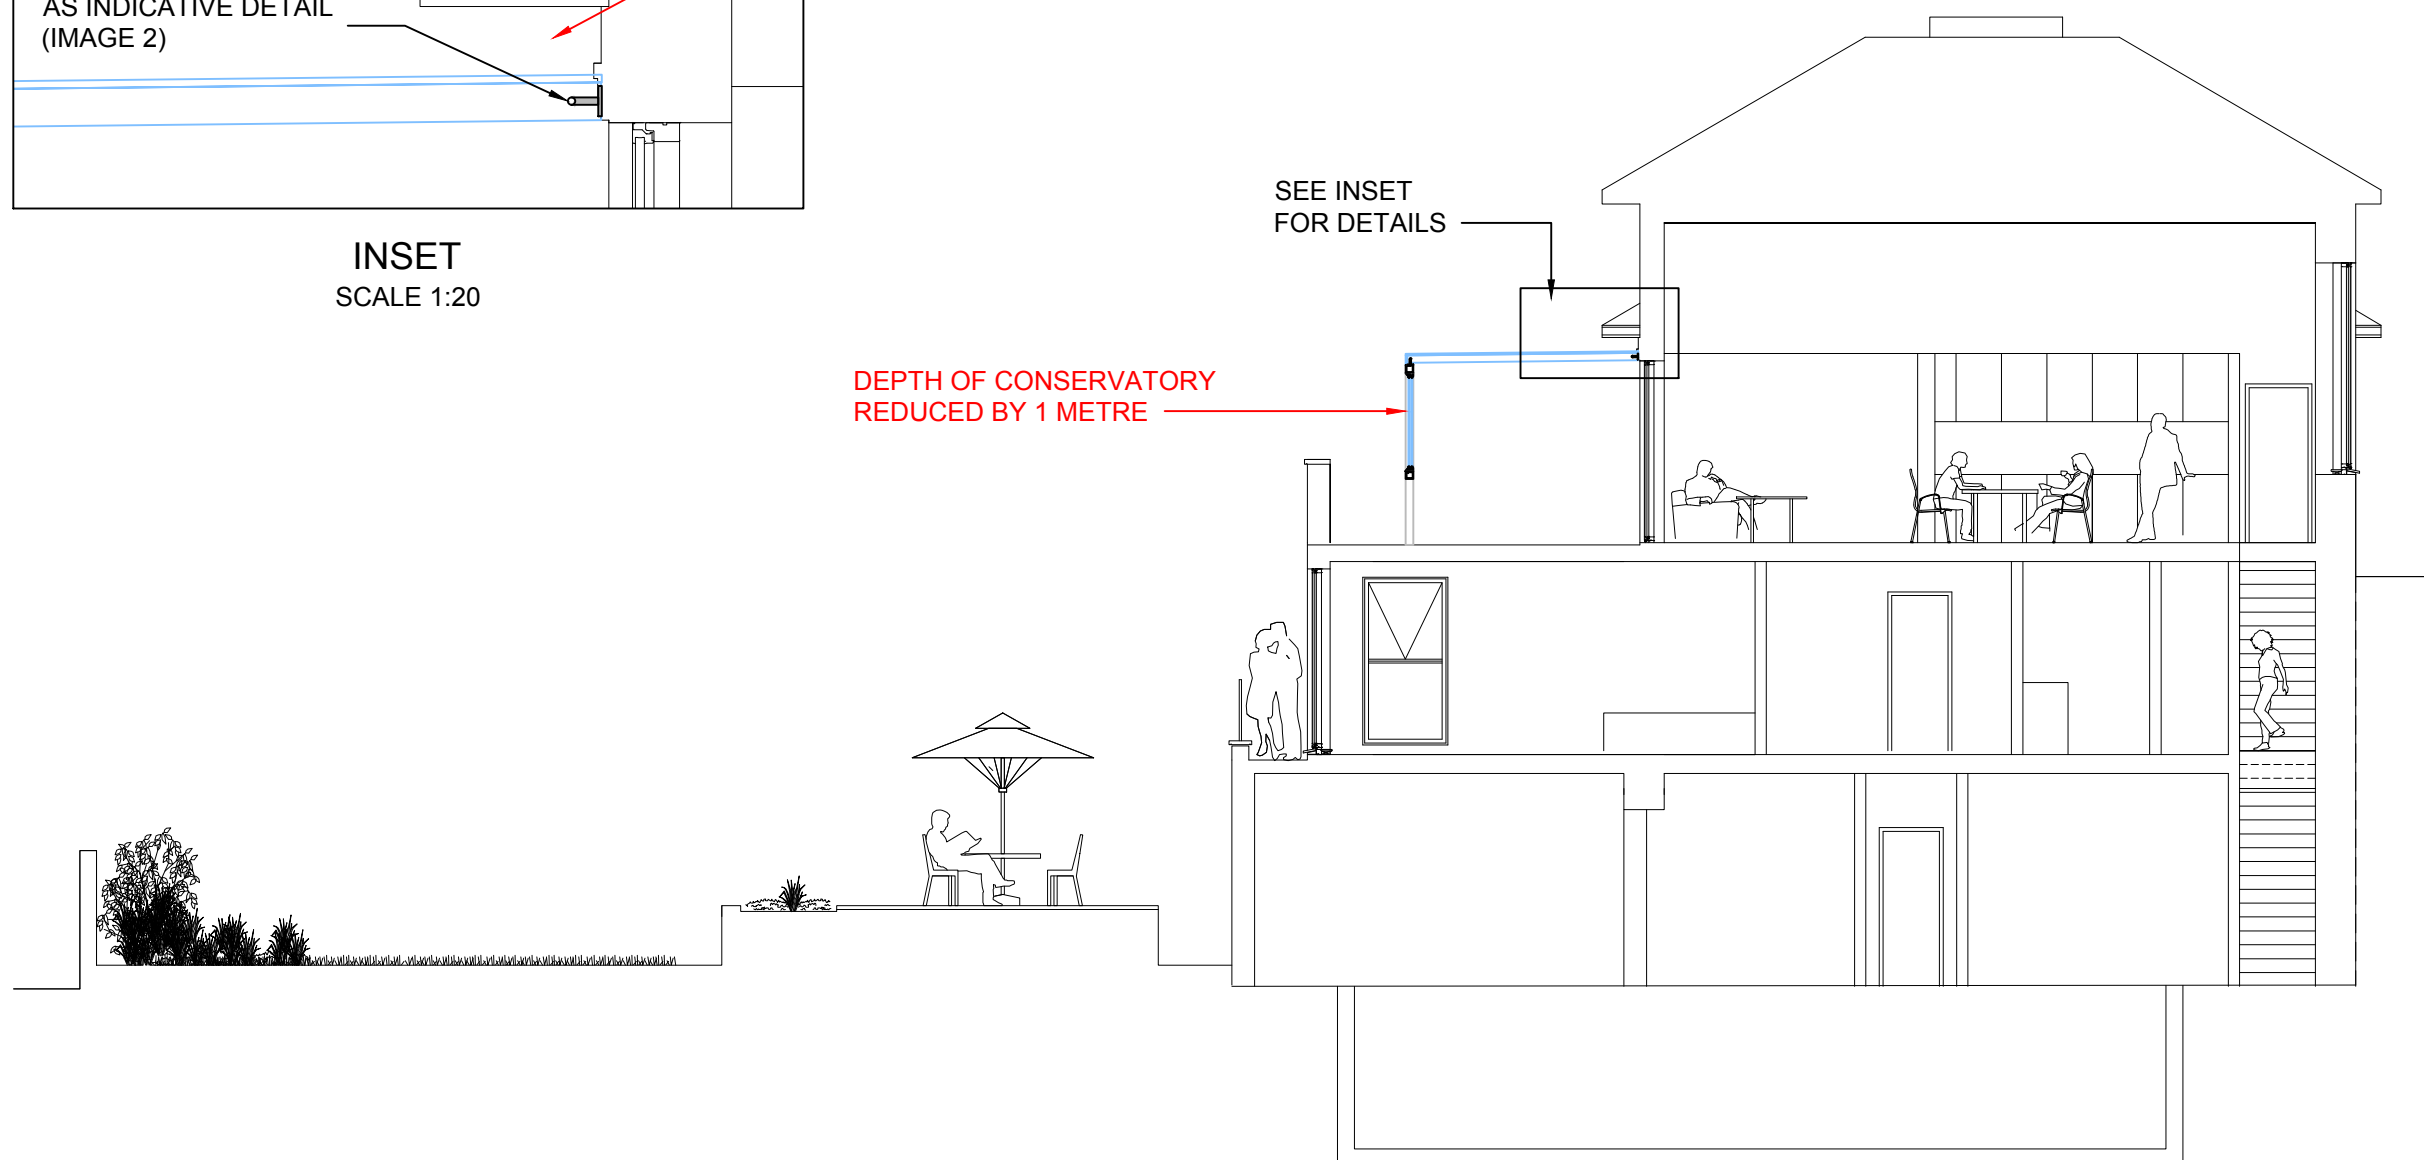 AS INDICATIVE DETAIL
(IMAGE 2)
INSET
SCALE 1:20
SEE INSET
FOR DETAILS
DEPTH OF CONSERVATORY
REDUCED BY 1 METRE